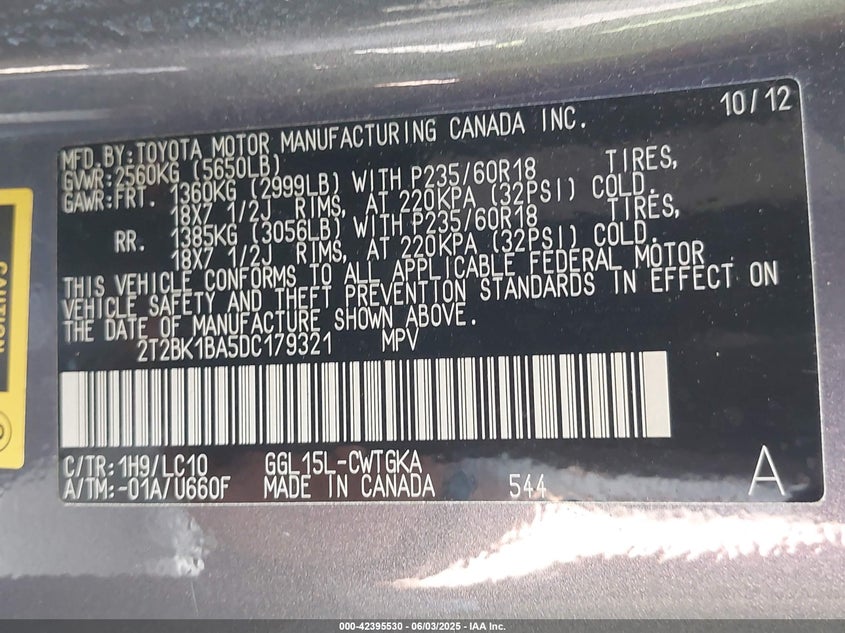 10/12
MFD.BY:TOYOTA MOTOR MANUFACTURING CANADA INC.
GVWR:2560KG (5650LB)
GAWR:FRT. 1360KG (2999LB) WITH P235/60R18 TIRES,
18X7 1/2J RIMS, AT 220KPA (32PSI) COLD.
RR. 1385KG (3056LB) WITH P235/60R18 TIRES,
18X7 1/2J RIMS, AT 220KPA (32PSI) COLD.
THIS VEHICLE CONFORMS TO ALL APPLICABLE FEDERAL MOTOR
VEHICLE SAFETY AND THEFT PREVENTION STANDARDS IN EFFECT ON
THE DATE OF MANUFACTURE SHOWN ABOVE.
2T2BK1BA5DC179321 MPV
C/TR:1H9/LC10 GGL15L-CWTGKA
A/TM:-01A/U660F MADE IN CANADA 544 A
CAUTION
000-42395530 - 06/03/2025 - IAA Inc.